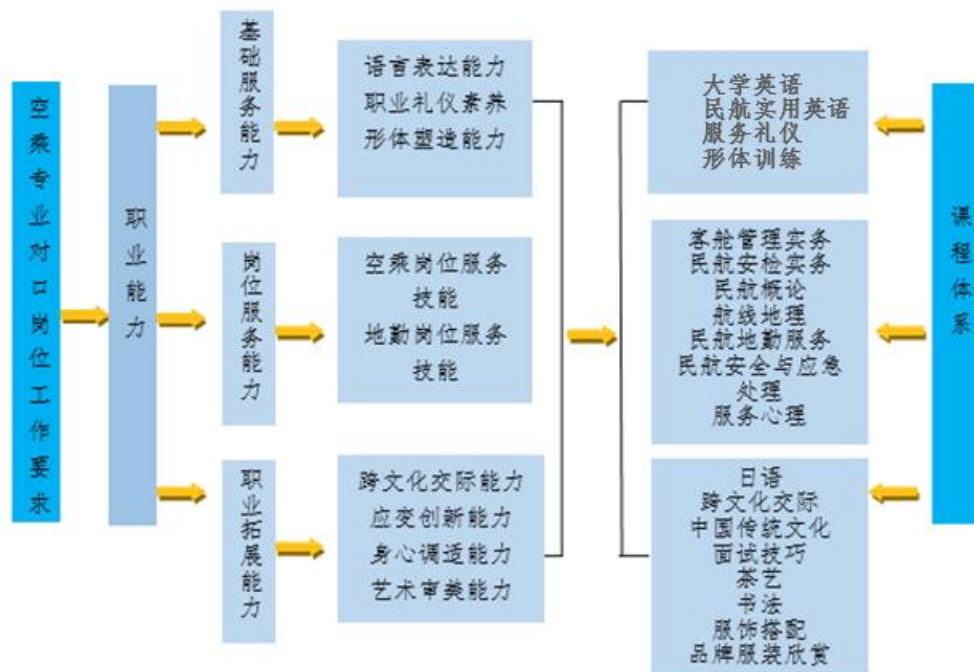 空乘专业对口岗位工作要求
职业能力
基础服务能力
语言表达能力
职业礼仪素养
形体塑造能力
岗位服务能力
空乘岗位服务
技能
地勤岗位服务
技能
职业拓展能力
跨文化交际能力
应变创新能力
身心调适能力
艺术审美能力
大学英语
民航实用英语
服务礼仪
形体训练
客舱管理实务
民航安检实务
民航概论
航线地理
民航地勤服务
民航安全与应急
处理
服务心理
日语
跨文化交际
中国传统文化
面试技巧
茶艺
书法
服饰搭配
品牌服装欣赏
课程体系